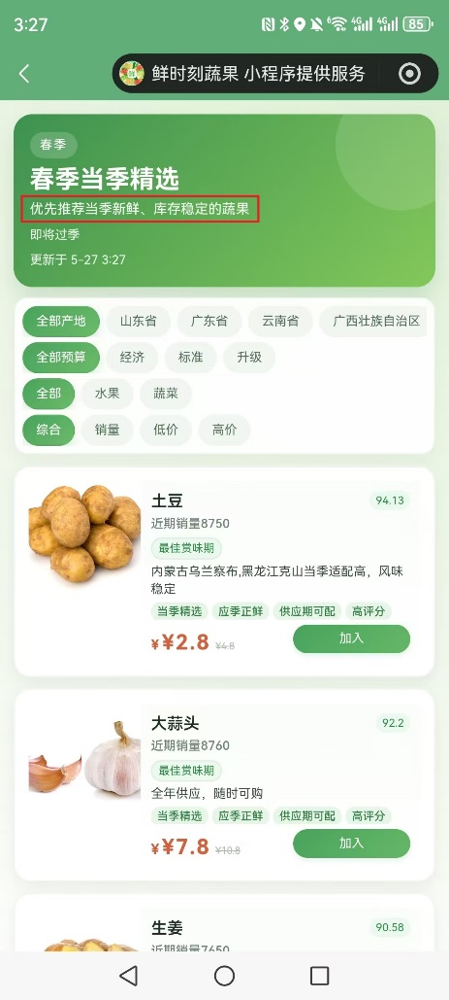 3:27
6 4G 4G 85
鲜时刻蔬果 小程序提供服务
春季
春季当季精选
优先推荐当季新鲜、库存稳定的蔬果
即将过季
更新于 5-27 3:27
全部产地 山东省 广东省 云南省 广西壮族自治区
全部预算 经济 标准 升级
全部 水果 蔬菜
综合 销量 低价 高价
土豆 94.13
近期销量8750
最佳赏味期
内蒙古乌兰察布,黑龙江克山当季适配高，风味
稳定
当季精选 应季正鲜 供应期可配 高评分
¥¥2.8 ¥4.8 加入
大蒜头 92.2
近期销量8760
最佳赏味期
全年供应，随时可购
当季精选 应季正鲜 供应期可配 高评分
¥¥7.8 ¥10.8 加入
生姜 90.58
近期销量7650